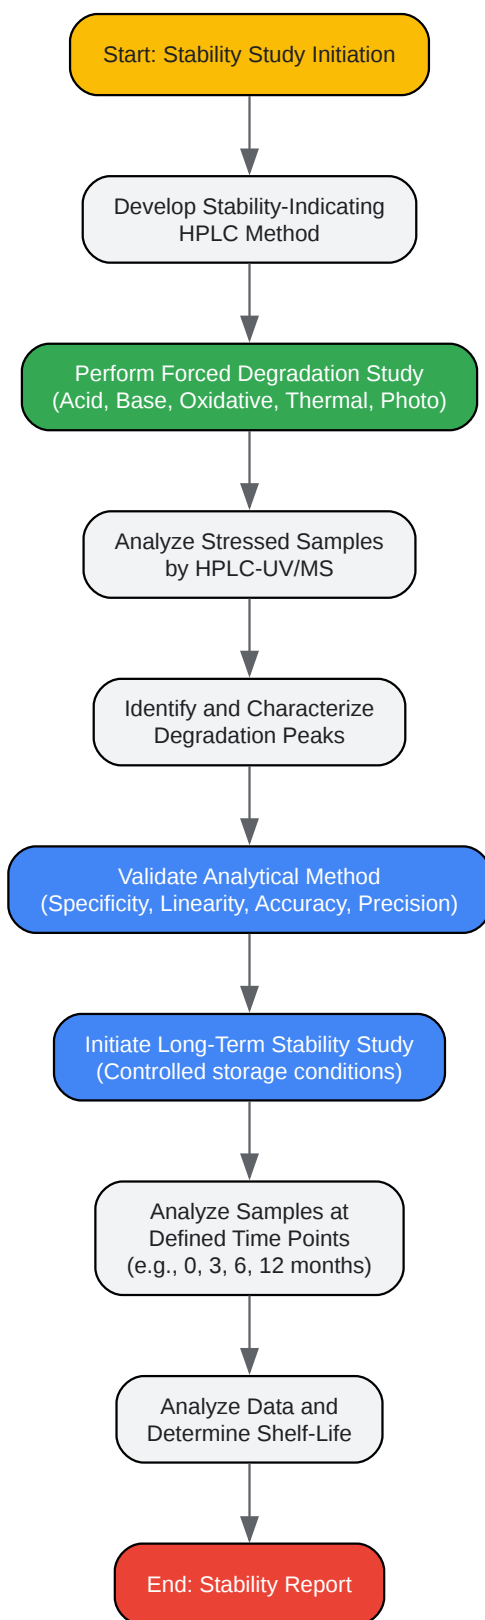 Start: Stability Study Initiation
Develop Stability-Indicating
HPLC Method
Perform Forced Degradation Study
(Acid, Base, Oxidative, Thermal, Photo)
Analyze Stressed Samples
by HPLC-UV/MS
Identify and Characterize
Degradation Peaks
Validate Analytical Method
(Specificity, Linearity, Accuracy, Precision)
Initiate Long-Term Stability Study
(Controlled storage conditions)
Analyze Samples at
Defined Time Points
(e.g., 0, 3, 6, 12 months)
Analyze Data and
Determine Shelf-Life
End: Stability Report